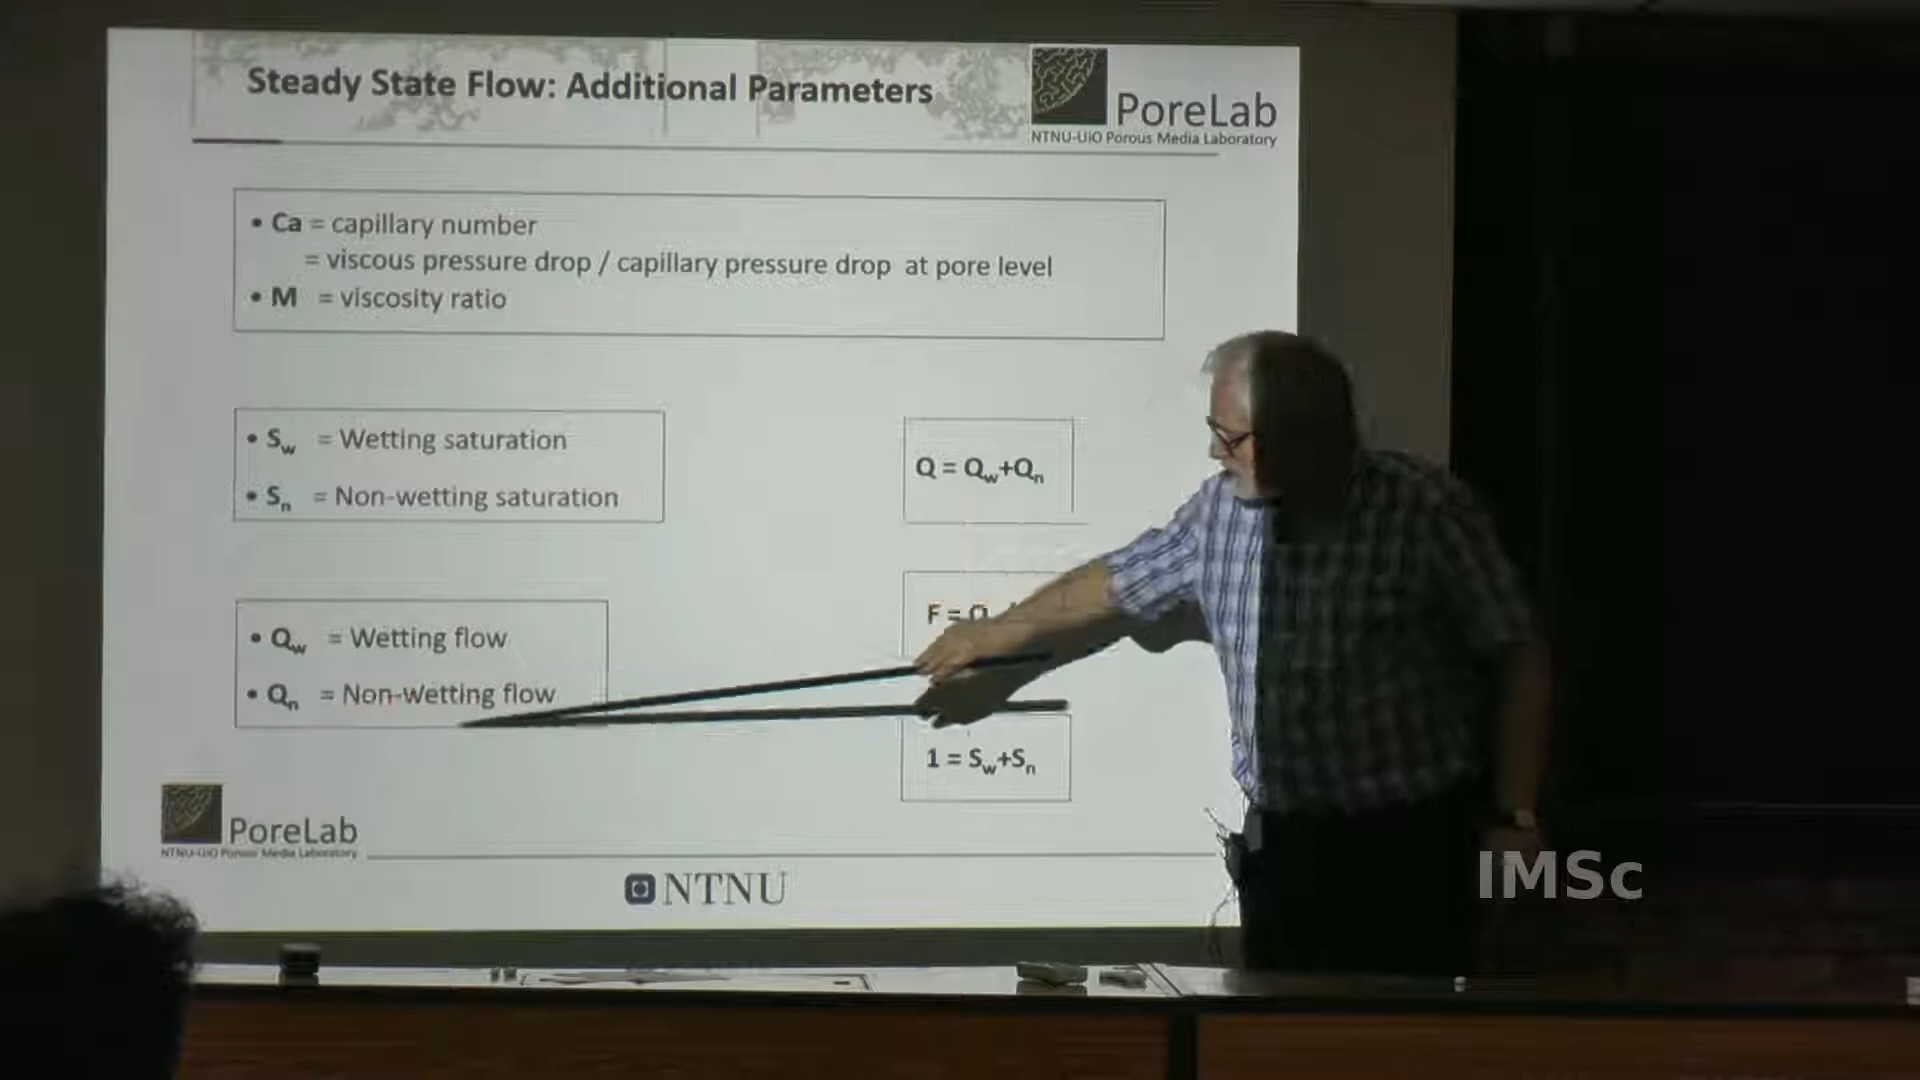 Steady State Flow: Additional Parameters
PoreLab
NTNU-UiO Porous Media Laboratory
• Ca = capillary number
= viscous pressure drop / capillary pressure drop at pore level
• M = viscosity ratio
• Sw = Wetting saturation
• Sn = Non-wetting saturation
Q = Qw+Qn
• Qw = Wetting flow
• Qn = Non-wetting flow
F = Q
1 = Sw+Sn
PoreLab
NTNU-UiO Porous Media Laboratory
NTNU
IMSc